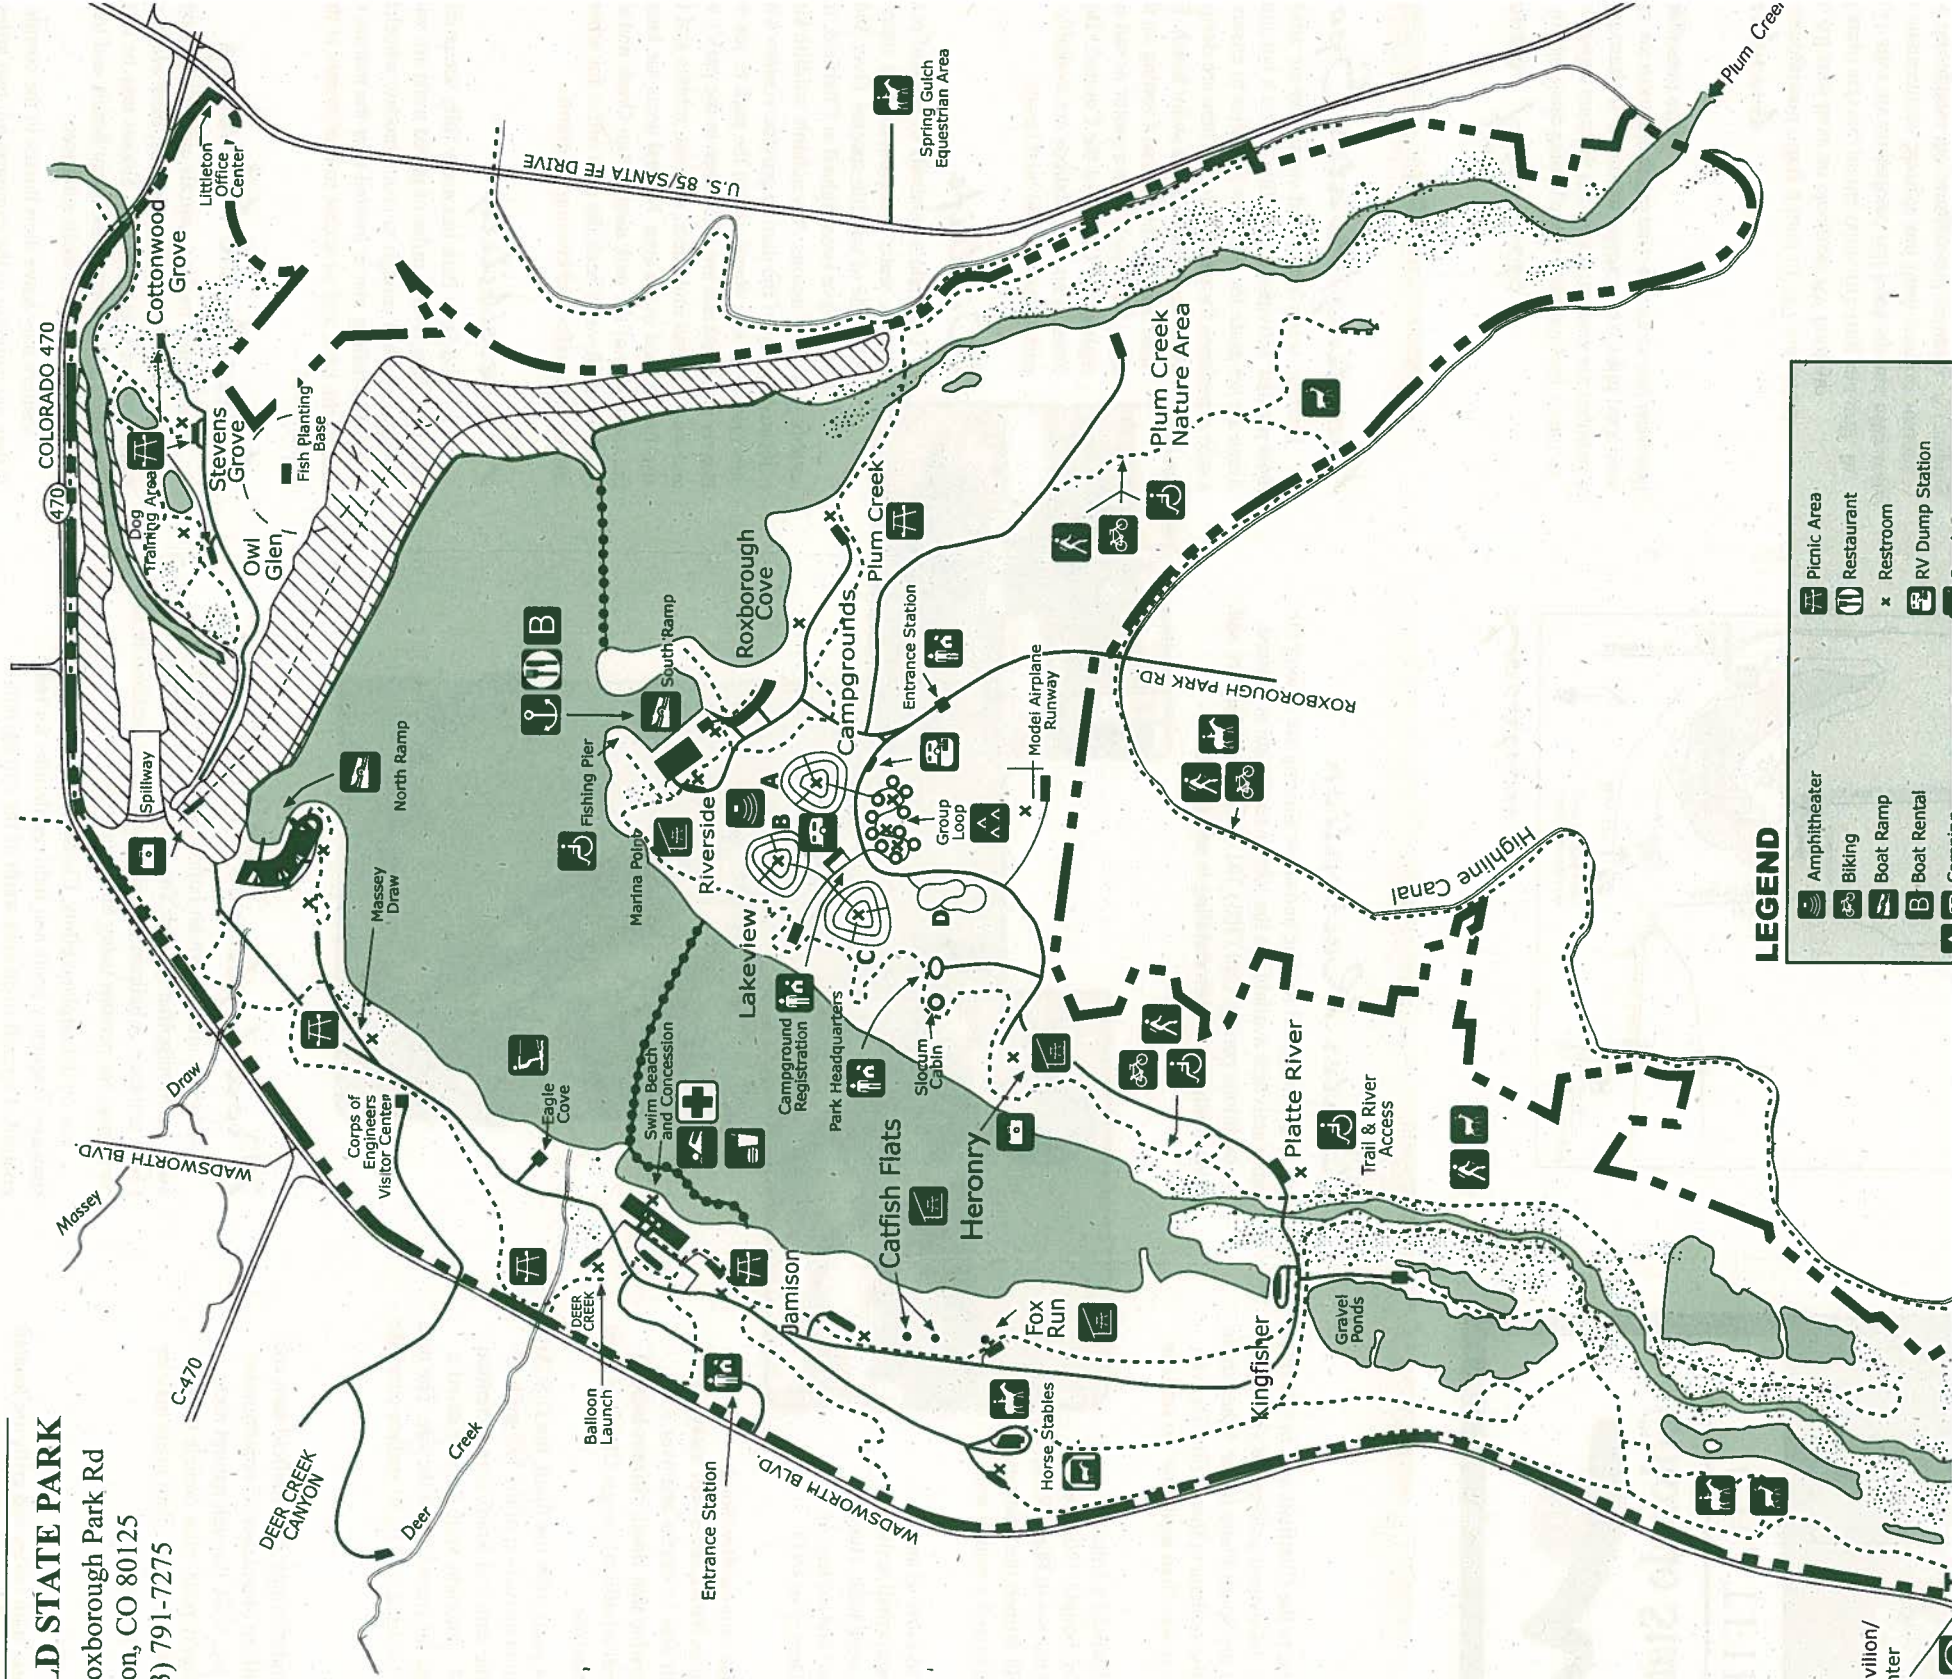 LD STATE PARK
oxborough Park Rd
on, CO 80125
) 791-7275
COLORADO 470
470
Littleton
Office
Center
Cottonwood
Grove
Stevens
Grove
Dog
Training Area
Fish Planting
Base
Owl
Glen
Spillway
U.S. 85/SANTA FE DRIVE
Spring Gulch
Equestrian Area
Plum Creek
North Ramp
Massey
Draw
Massey
Draw
WADSWORTH BLVD.
C-470
Corps of
Engineers
Visitor Center
Eagle
Cove
DEER CREEK
CANYON
Deer
Creek
DEER
CREEK
Balloon
Launch
Swim Beach
and Concession
Entrance Station
WADSWORTH BLVD.
Jamison
Catfish Flats
Fox
Run
Horse Stables
Kingfisher
Gravel
Ponds
Heronry
Platte River
Trail & River
Access
B
South Ramp
Fishing Pier
Marina Point
Roxborough
Cove
Riverside
Lakeview
Campgrounds
A
B
C
D
Campground
Registration
Park Headquarters
Slocum
Cabin
Group
Loop
Plum Creek
Entrance Station
Model Airplane
Runway
ROXBOROUGH PARK RD.
Plum Creek
Nature Area
Highline Canal
LEGEND
Amphitheater
Biking
Boat Ramp
B Boat Rental
Picnic Area
Restaurant
x Restroom
RV Dump Station
vilion/
nter